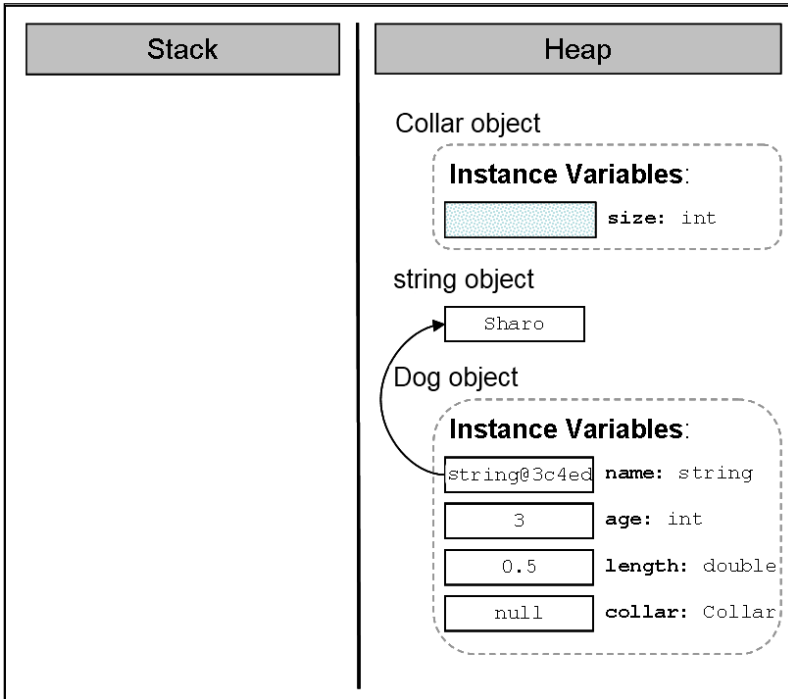 Stack
Heap
Collar object
Instance Variables:
size: int
string object
Sharo
Dog object
Instance Variables:
string@3c4ed name: string
3 age: int
0.5 length: double
null collar: Collar